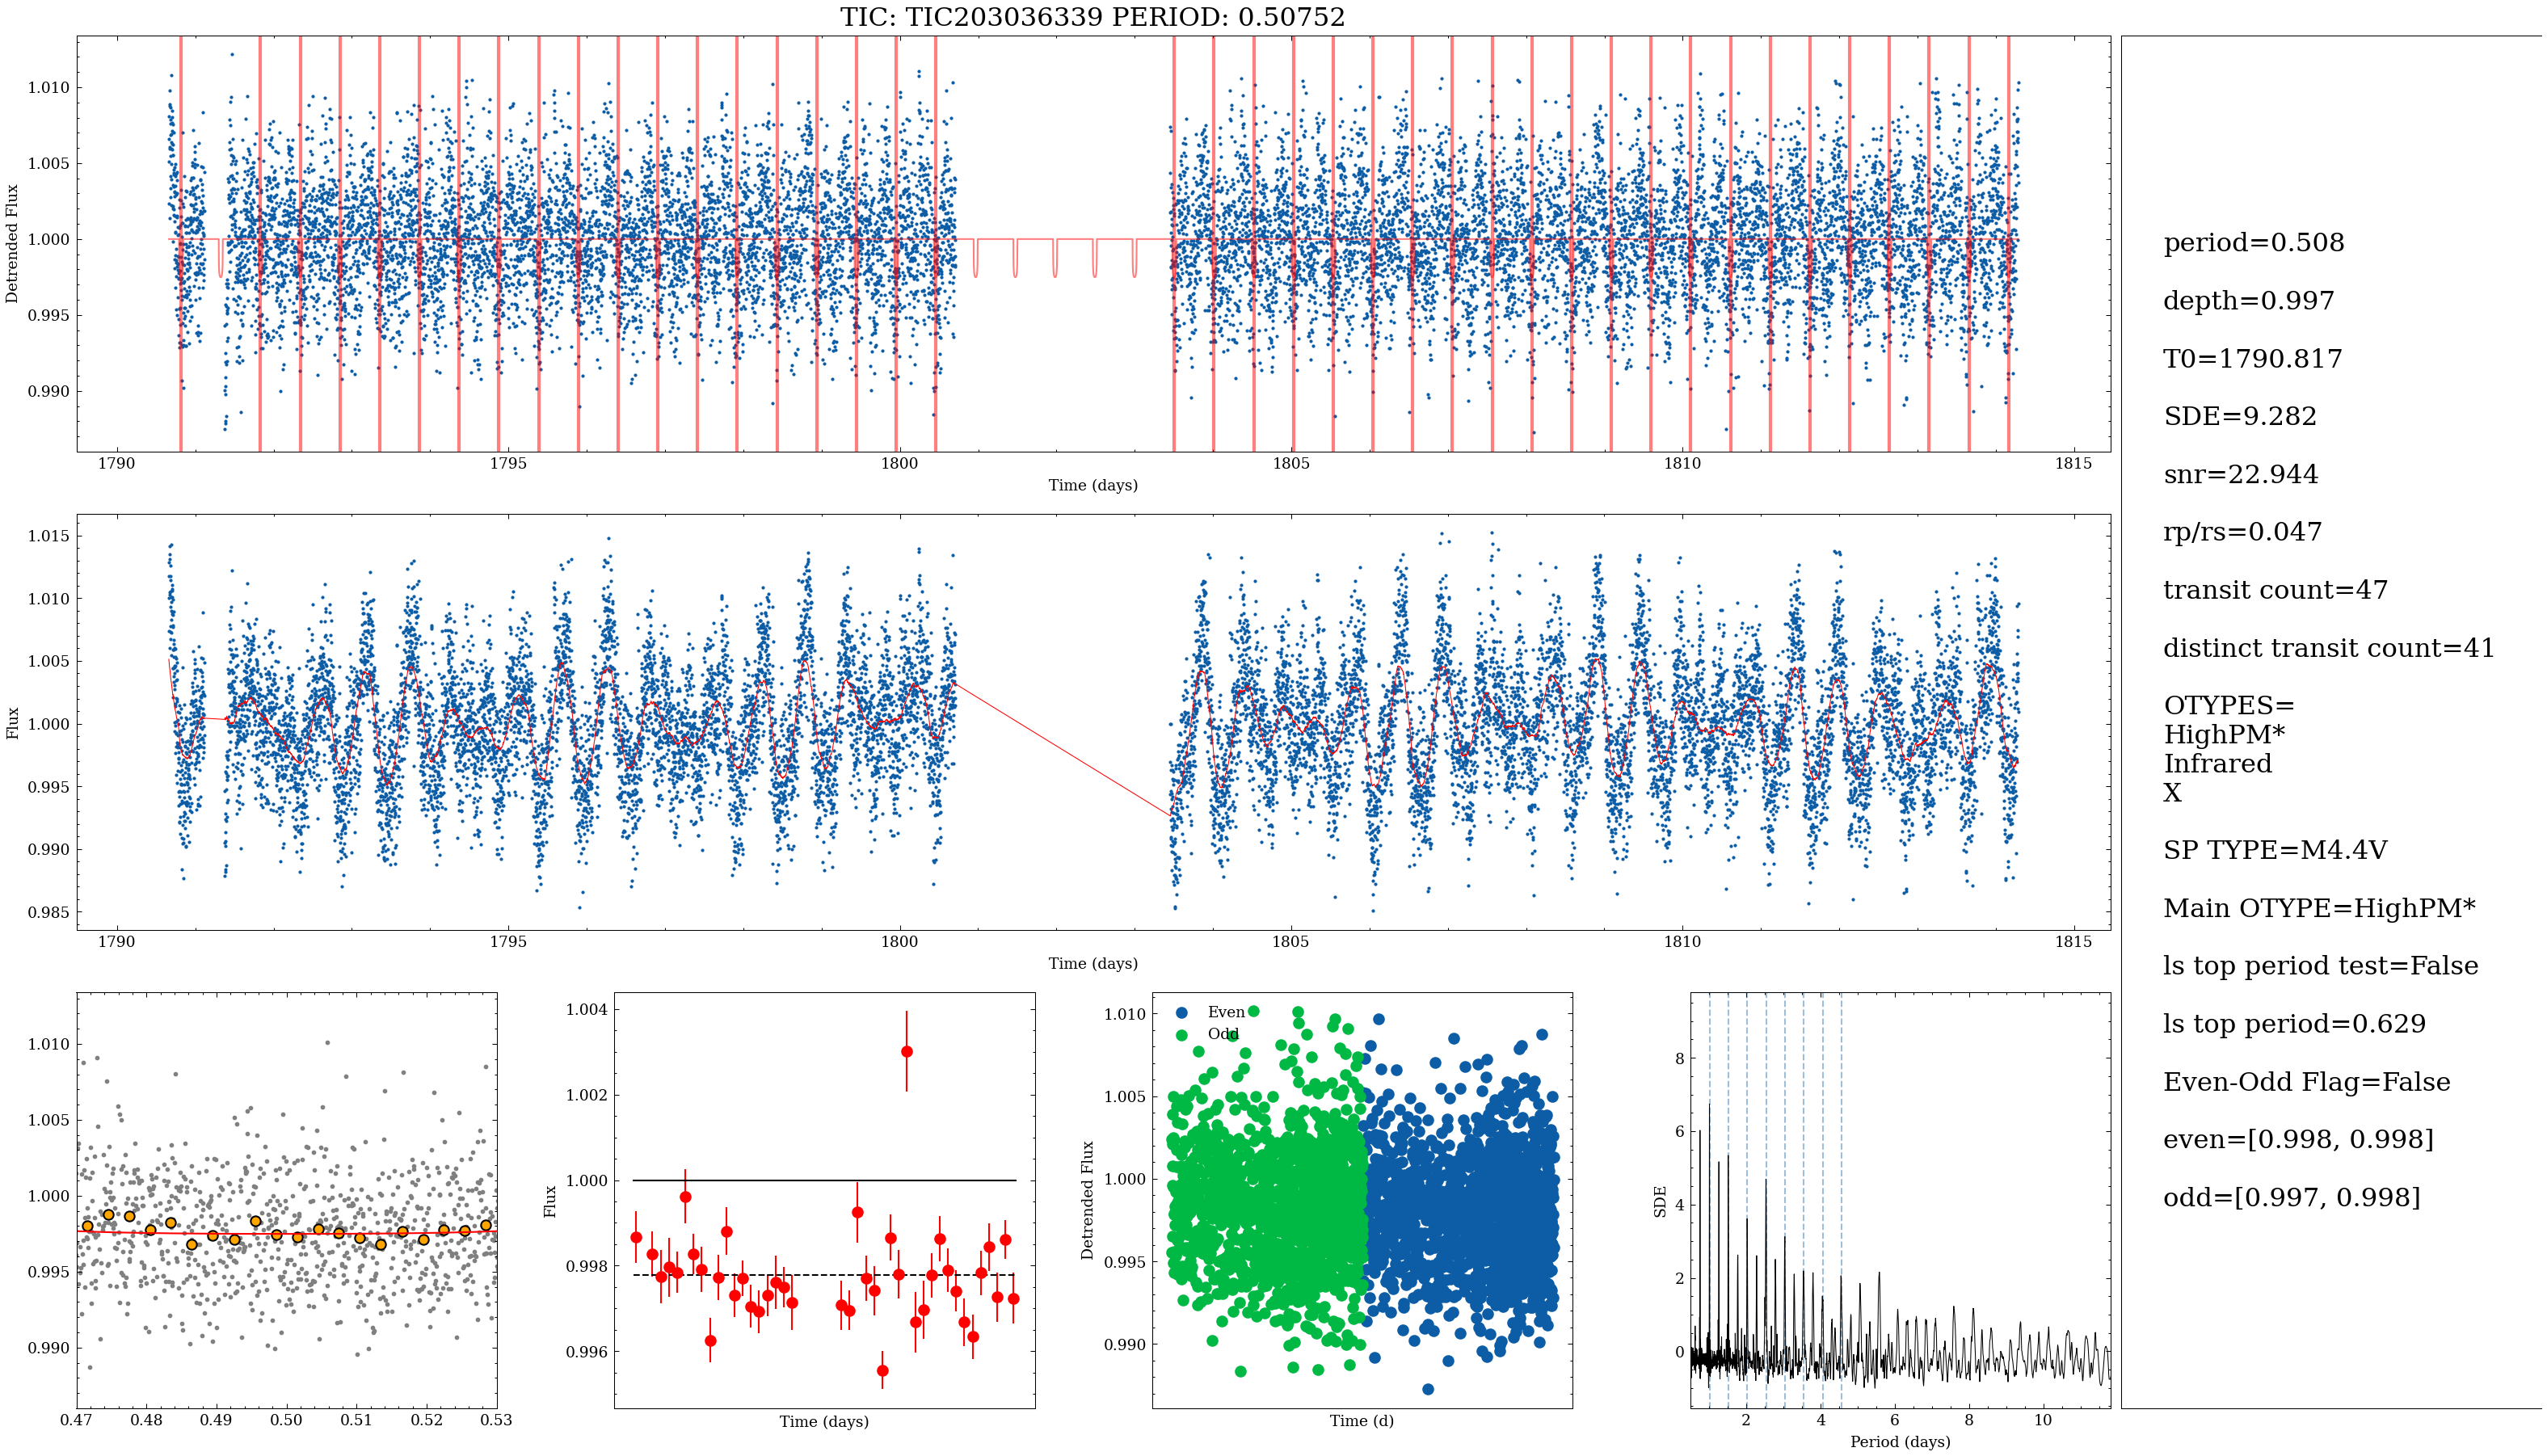 TIC: TIC203036339 PERIOD: 0.50752
1.010
1.005
1.000
0.995
0.990
Detrended Flux
1790
1795
1800
1805
1810
1815
Time (days)
1.015
1.010
1.005
1.000
0.995
0.990
0.985
Flux
1790
1795
1800
1805
1810
1815
Time (days)
1.010
1.005
1.000
0.995
0.990
0.47
0.48
0.49
0.50
0.51
0.52
0.53
1.004
1.002
1.000
0.998
0.996
Flux
Time (days)
Even
Odd
1.010
1.005
1.000
0.995
0.990
Detrended Flux
Time (d)
8
6
4
2
0
SDE
2
4
6
8
10
Period (days)
period=0.508
depth=0.997
T0=1790.817
SDE=9.282
snr=22.944
rp/rs=0.047
transit count=47
distinct transit count=41
OTYPES=
HighPM*
Infrared
X
SP TYPE=M4.4V
Main OTYPE=HighPM*
ls top period test=False
ls top period=0.629
Even-Odd Flag=False
even=[0.998, 0.998]
odd=[0.997, 0.998]